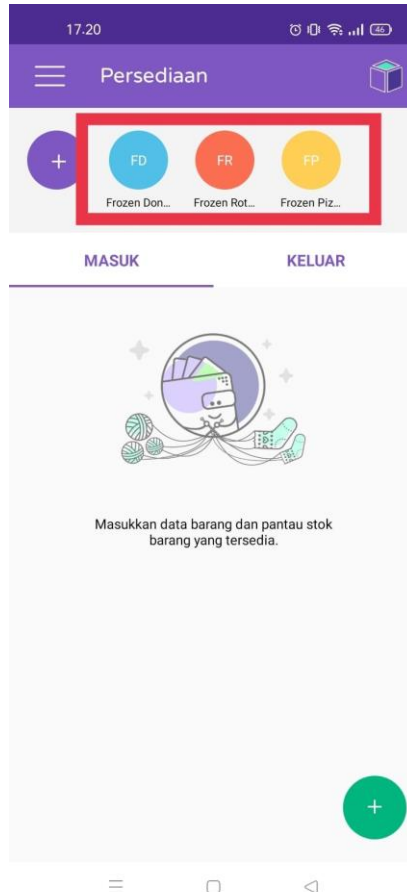 17.20
46
Persediaan
+
FD
FR
FP
Frozen Don...
Frozen Rot...
Frozen Piz...
MASUK
KELUAR
Masukkan data barang dan pantau stok
barang yang tersedia.
+